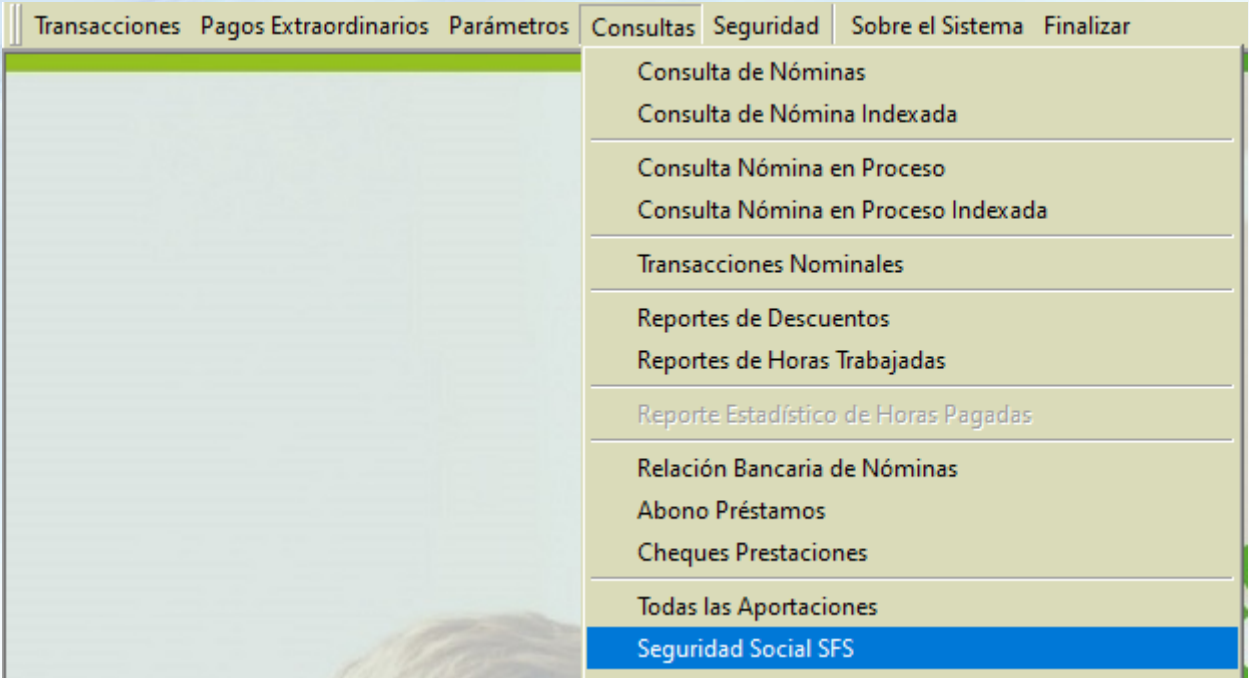 Transacciones Pagos Extraordinarios Parámetros Consultas Seguridad Sobre el Sistema Finalizar
Consulta de Nóminas
Consulta de Nómina Indexada
Consulta Nómina en Proceso
Consulta Nómina en Proceso Indexada
Transacciones Nominales
Reportes de Descuentos
Reportes de Horas Trabajadas
Reporte Estadístico de Horas Pagadas
Relación Bancaria de Nóminas
Abono Préstamos
Cheques Prestaciones
Todas las Aportaciones
Seguridad Social SFS